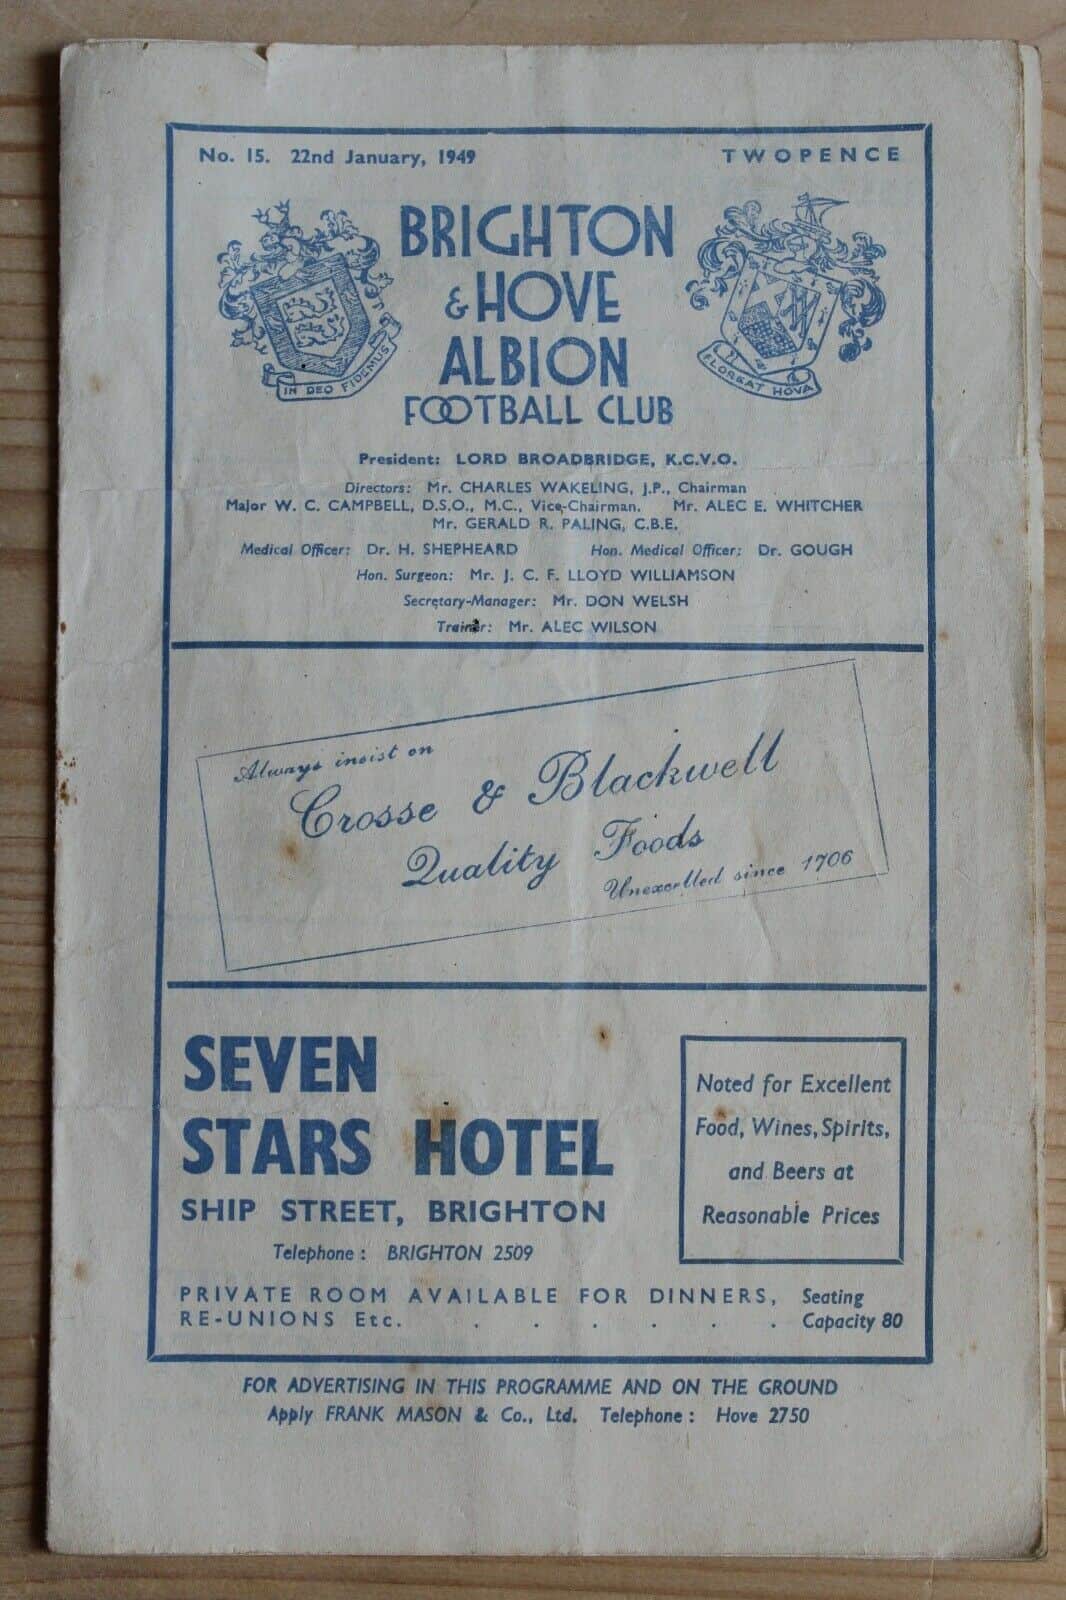 No. 15. 22nd January, 1949 TWOPENCE
BRIGHTON
& HOVE
ALBION
FOOTBALL CLUB
IN DEO FIDEMUS
FLOREAT HOVA
President: LORD BROADBRIDGE, K.C.V.O.
Directors: Mr. CHARLES WAKELING, J.P., Chairman
Major W. C. CAMPBELL, D.S.O., M.C., Vice-Chairman. Mr. ALEC E. WHITCHER
Mr. GERALD R. PALING, C.B.E.
Medical Officer: Dr. H. SHEPHEARD Hon. Medical Officer: Dr. GOUGH
Hon. Surgeon: Mr. J. C. F. LLOYD WILLIAMSON
Secretary-Manager: Mr. DON WELSH
Trainer: Mr. ALEC WILSON
Always insist on
Crosse & Blackwell
Quality Foods
Unexcelled since 1706
SEVEN
STARS HOTEL
SHIP STREET, BRIGHTON
Telephone: BRIGHTON 2509
Noted for Excellent
Food, Wines, Spirits,
and Beers at
Reasonable Prices
PRIVATE ROOM AVAILABLE FOR DINNERS, Seating
RE-UNIONS Etc. . . . . . . Capacity 80
FOR ADVERTISING IN THIS PROGRAMME AND ON THE GROUND
Apply FRANK MASON & Co., Ltd. Telephone: Hove 2750